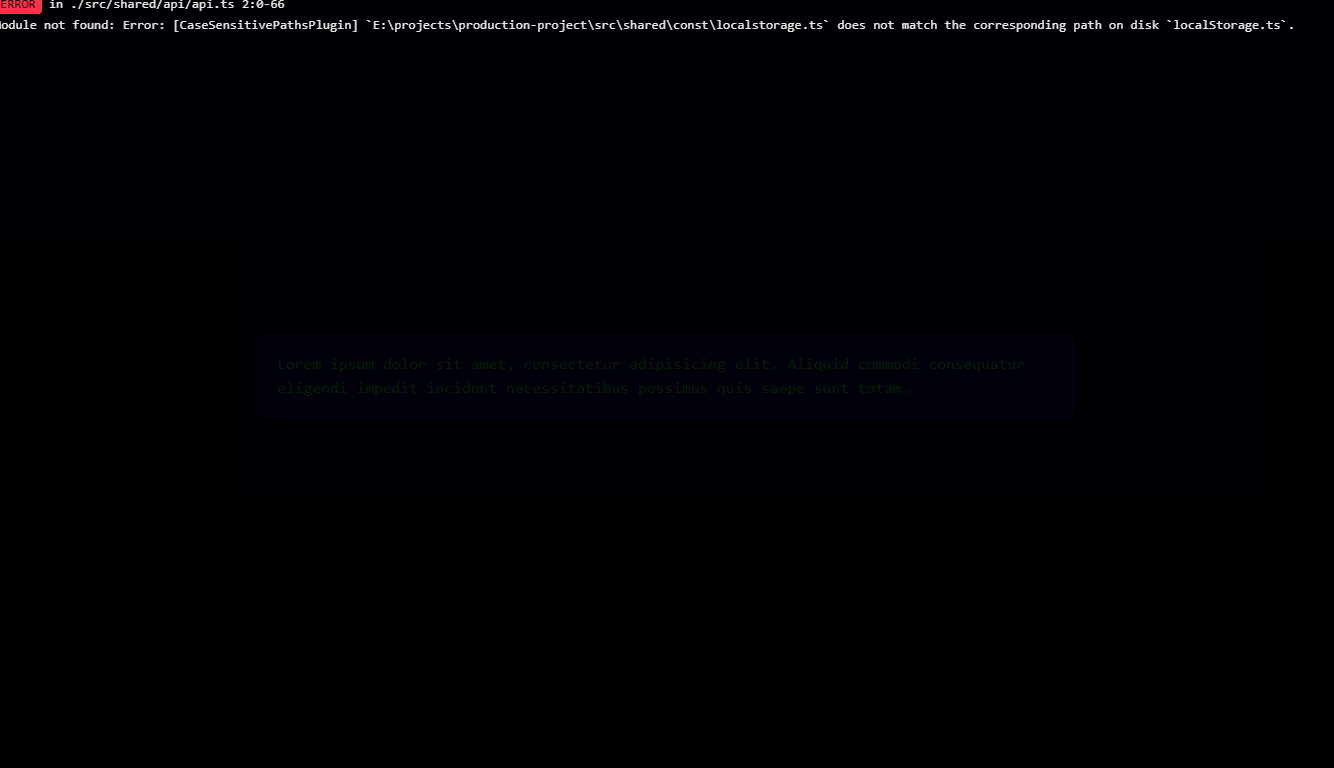 ERROR in ./src/shared/api/api.ts 2:0-66
Module not found: Error: [CaseSensitivePathsPlugin] `E:\projects\production-project\src\shared\const\localstorage.ts` does not match the corresponding path on disk `localStorage.ts`.
Lorem ipsum dolor sit amet, consectetur adipisicing elit. Aliquid commodi consequatur
eligendi impedit incidunt necessitatibus possimus quis saepe sunt totam.